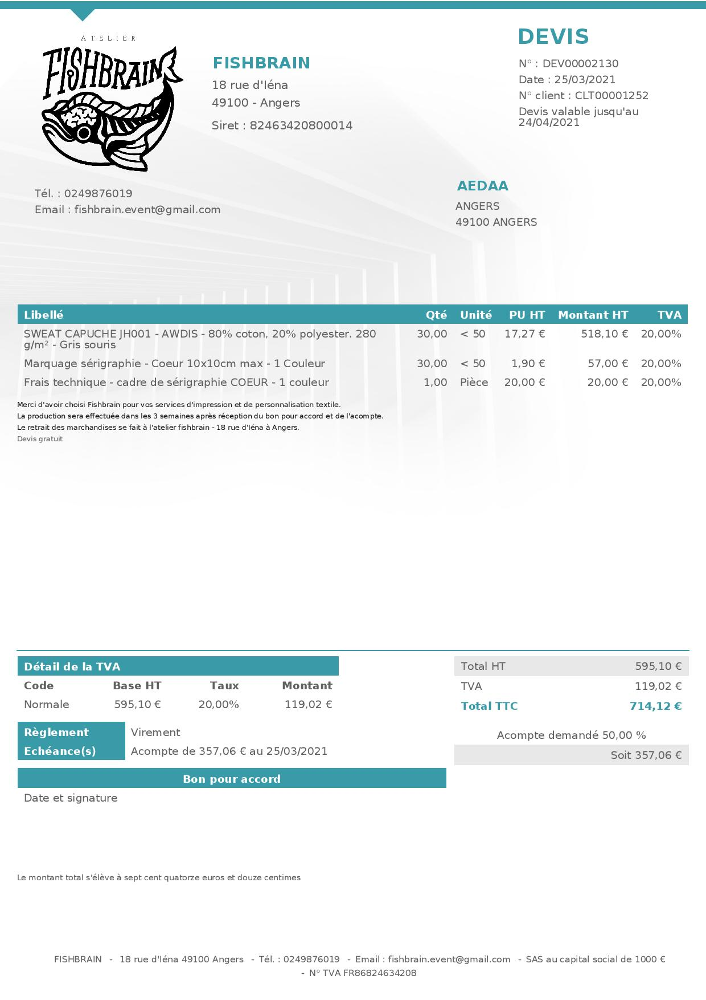 ATELIER
FISHBRAIN
DEVIS
N° : DEV00002130
Date : 25/03/2021
N° client : CLT00001252
Devis valable jusqu'au
24/04/2021
FISHBRAIN
18 rue d'Iéna
49100 - Angers
Siret : 82463420800014
Tél. : 0249876019
Email : fishbrain.event@gmail.com
AEDAA
ANGERS
49100 ANGERS
Libellé Qté Unité PU HT Montant HT TVA
SWEAT CAPUCHE JH001 - AWDIS - 80% coton, 20% polyester. 280 30,00 < 50 17,27 € 518,10 € 20,00%
g/m² - Gris souris
Marquage sérigraphie - Coeur 10x10cm max - 1 Couleur 30,00 < 50 1,90 € 57,00 € 20,00%
Frais technique - cadre de sérigraphie COEUR - 1 couleur 1,00 Pièce 20,00 € 20,00 € 20,00%
Merci d'avoir choisi Fishbrain pour vos services d'impression et de personnalisation textile.
La production sera effectuée dans les 3 semaines après réception du bon pour accord et de l'acompte.
Le retrait des marchandises se fait à l'atelier fishbrain - 18 rue d'Iéna à Angers.
Devis gratuit
Détail de la TVA
Code Base HT Taux Montant
Normale 595,10 € 20,00% 119,02 €
Total HT 595,10 €
TVA 119,02 €
Total TTC 714,12 €
Règlement Virement
Echéance(s) Acompte de 357,06 € au 25/03/2021
Acompte demandé 50,00 %
Soit 357,06 €
Bon pour accord
Date et signature
Le montant total s'élève à sept cent quatorze euros et douze centimes
FISHBRAIN - 18 rue d'Iéna 49100 Angers - Tél. : 0249876019 - Email : fishbrain.event@gmail.com - SAS au capital social de 1000 €
- N° TVA FR86824634208